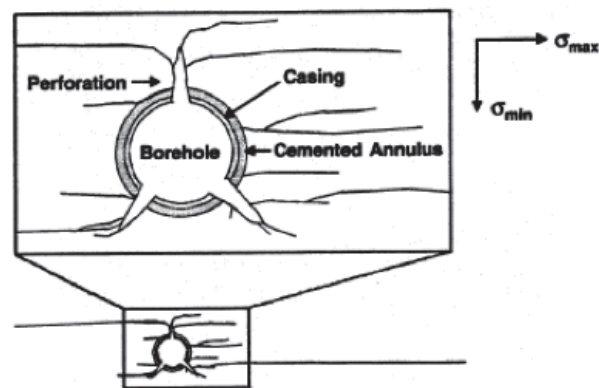 Perforation
Casing
Borehole
Cemented Annulus
σmax
σmin